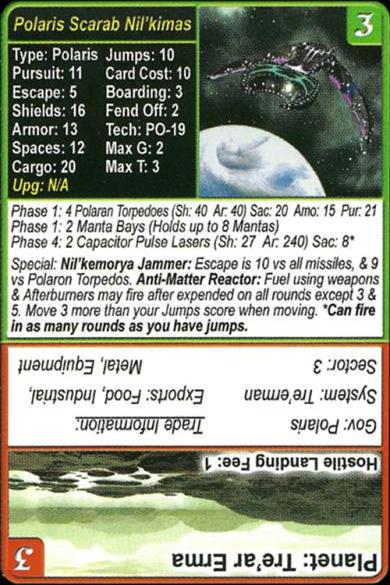 Polaris Scarab Nil'kimas
3
Type: Polaris Jumps: 10
Pursuit: 11 Card Cost: 10
Escape: 5 Boarding: 3
Shields: 16 Fend Off: 2
Armor: 13 Tech: PO-19
Spaces: 12 Max G: 2
Cargo: 20 Max T: 3
Upg: N/A
Phase 1: 4 Polaran Torpedoes (Sh: 40 Ar: 40) Sac: 20 Amo: 15 Pur: 21
Phase 1: 2 Manta Bays (Holds up to 8 Mantas)
Phase 4: 2 Capacitor Pulse Lasers (Sh: 27 Ar: 240) Sac: 8*
Special: Nil'kemorya Jammer: Escape is 10 vs all missiles, & 9
vs Polaron Torpedos. Anti-Matter Reactor: Fuel using weapons
& Afterburners may fire after expended on all rounds except 3 &
5. Move 3 more than your Jumps score when moving. *Can fire
in as many rounds as you have jumps.
Planet: Tre'ar Erma
3
Hostile Landing Fee: 1
Gov: Polaris
System: Tre'erman
Sector: 3
Trade Information:
Exports: Food, Industrial,
Metal, Equipment